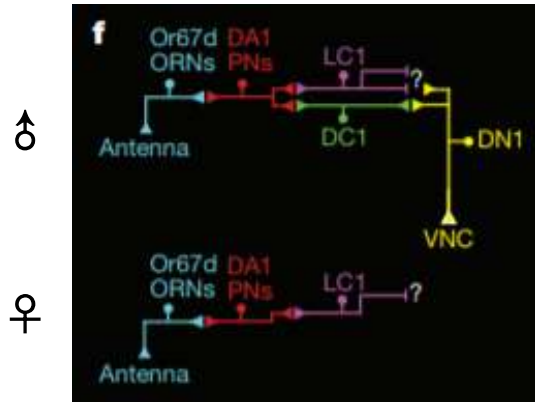 f
Or67d DA1 LC1
ORNs PNs ?
Antenna DC1 DN1
VNC
Or67d DA1 LC1
ORNs PNs ?
Antenna